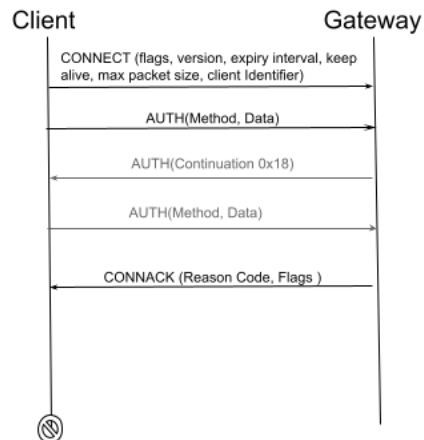 Client Gateway
CONNECT (flags, version, expiry interval, keep
alive, max packet size, client Identifier)
AUTH(Method, Data)
AUTH(Continuation 0x18)
AUTH(Method, Data)
CONNACK (Reason Code, Flags )